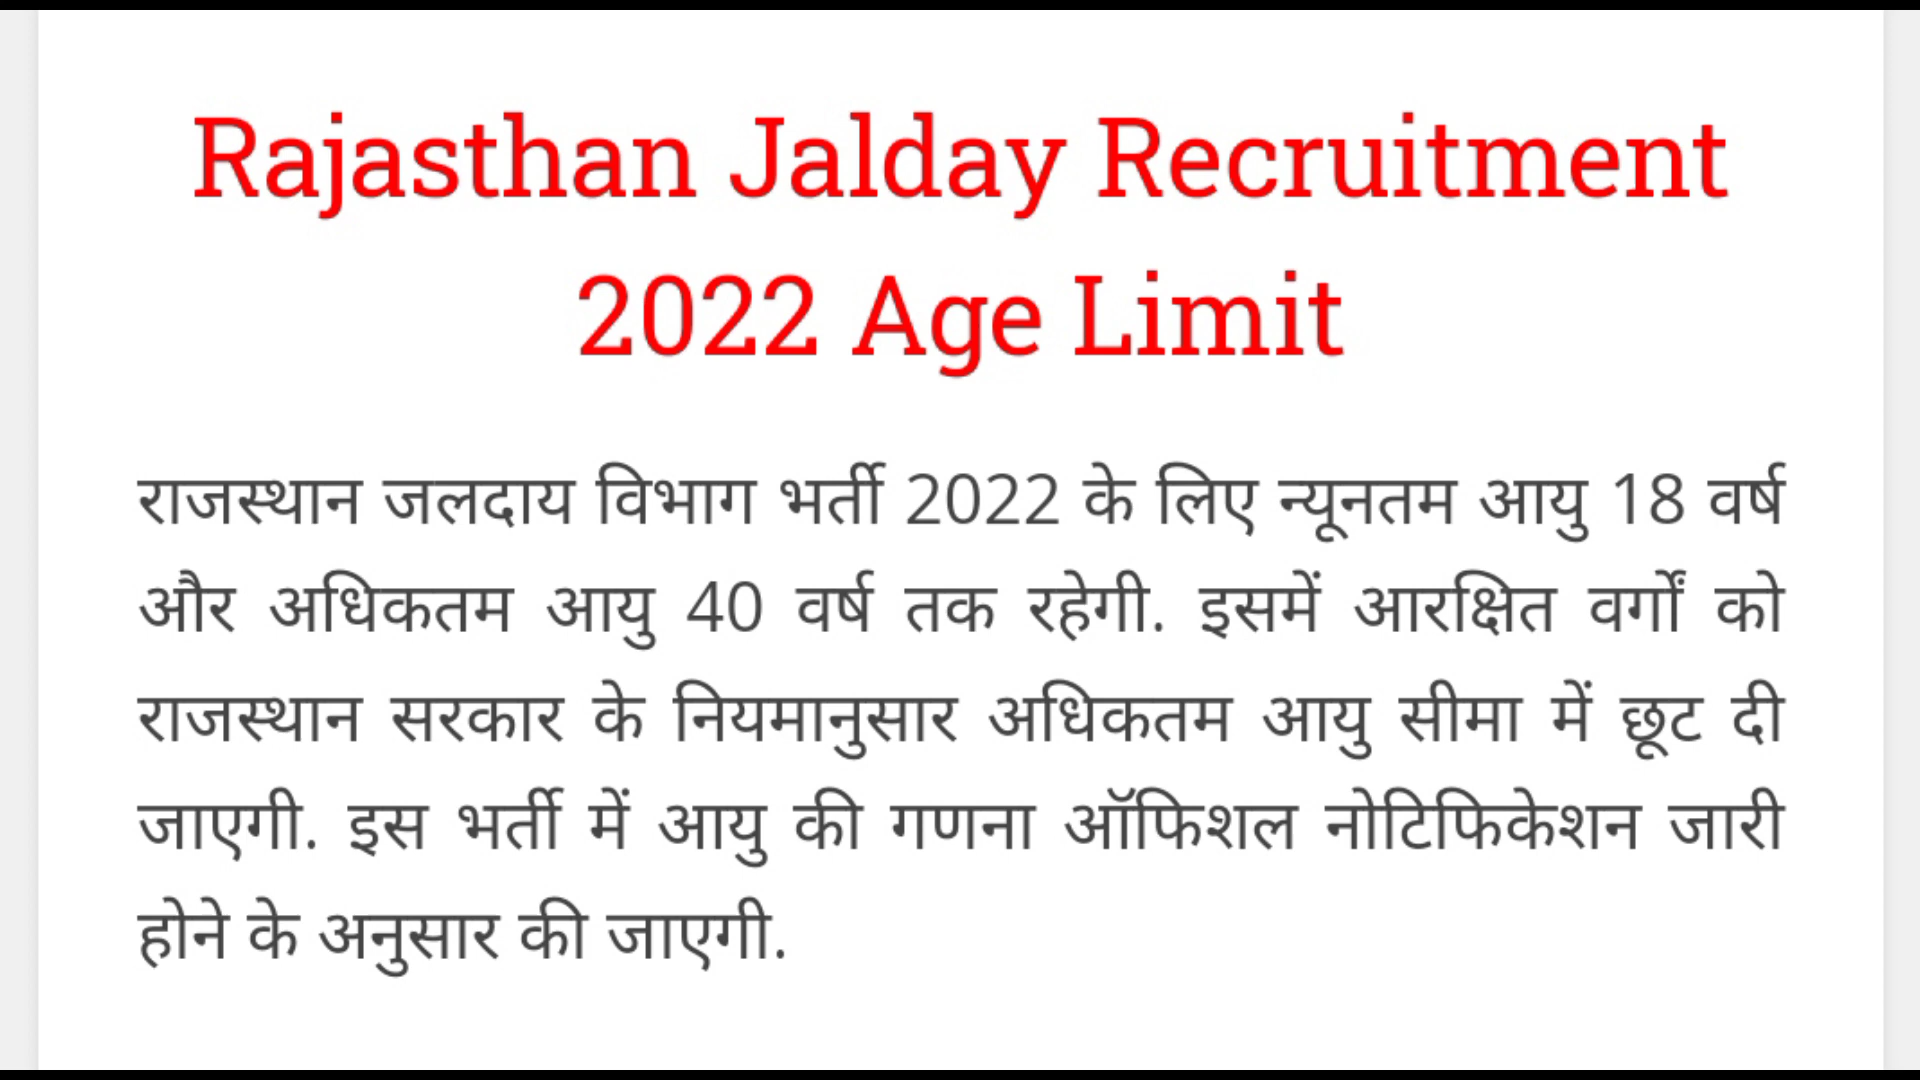 Rajasthan Jalday Recruitment
2022 Age Limit
राजस्थान जलदाय विभाग भर्ती 2022 के लिए न्यूनतम आयु 18 वर्ष
और अधिकतम आयु 40 वर्ष तक रहेगी. इसमें आरक्षित वर्गों को
राजस्थान सरकार के नियमानुसार अधिकतम आयु सीमा में छूट दी
जाएगी. इस भर्ती में आयु की गणना ऑफिशल नोटिफिकेशन जारी
होने के अनुसार की जाएगी.